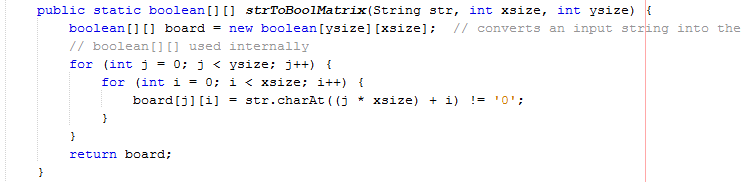 public static boolean[][] strToBoolMatrix(String str, int xsize, int ysize) {
boolean[][] board = new boolean[ysize][xsize];  // converts an input string into the
// boolean[][] used internally
for (int j = 0; j < ysize; j++) {
for (int i = 0; i < xsize; i++) {
board[j][i] = str.charAt((j * xsize) + i) != '0';
}
}
return board;
}